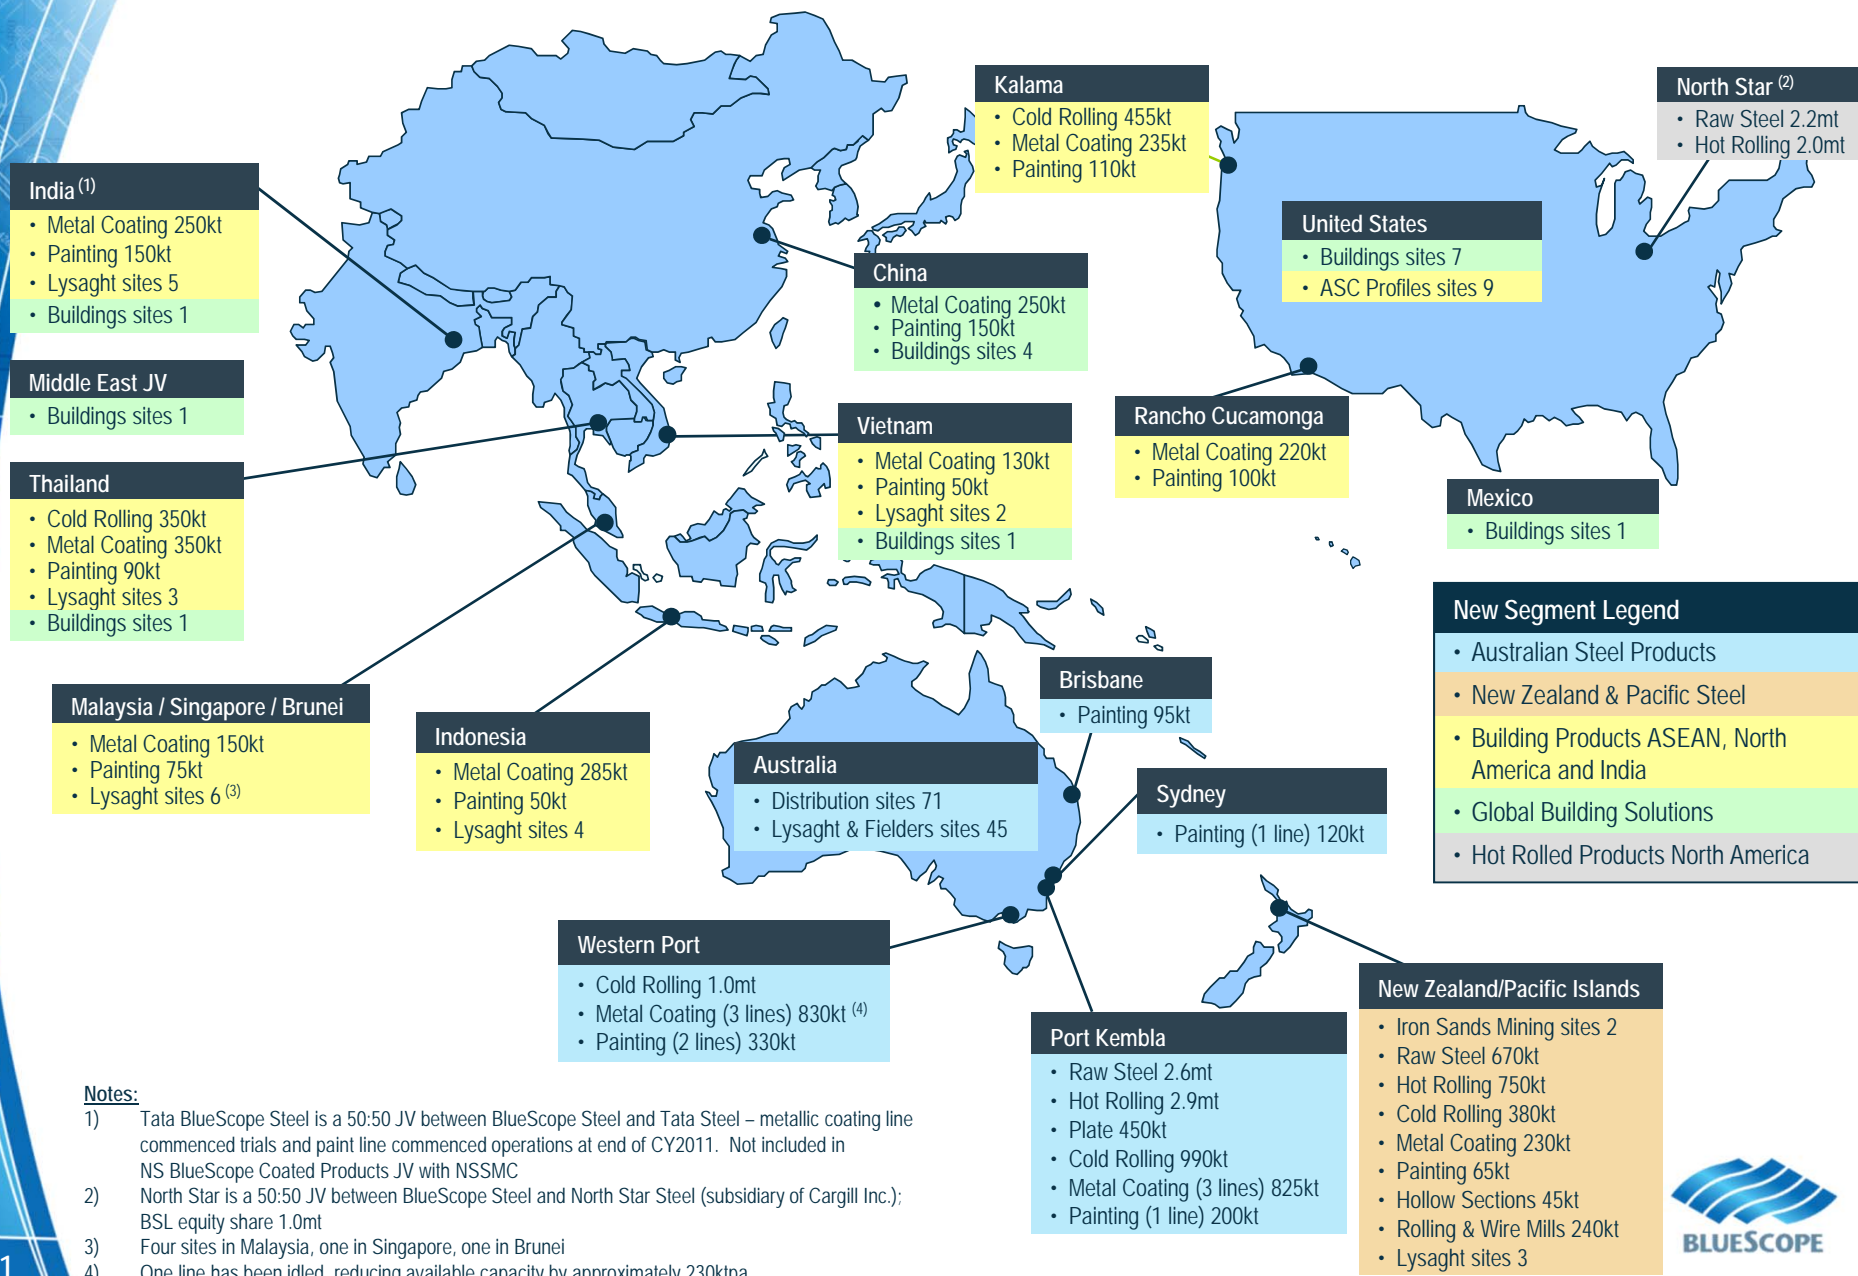 Kalama
• Cold Rolling 455kt
• Metal Coating 235kt
• Painting 110kt
North Star (2)
• Raw Steel 2.2mt
• Hot Rolling 2.0mt
India (1)
• Metal Coating 250kt
• Painting 150kt
• Lysaght sites 5
• Buildings sites 1
United States
• Buildings sites 7
• ASC Profiles sites 9
China
• Metal Coating 250kt
• Painting 150kt
• Buildings sites 4
Middle East JV
• Buildings sites 1
Vietnam
• Metal Coating 130kt
• Painting 50kt
• Lysaght sites 2
• Buildings sites 1
Rancho Cucamonga
• Metal Coating 220kt
• Painting 100kt
Thailand
• Cold Rolling 350kt
• Metal Coating 350kt
• Painting 90kt
• Lysaght sites 3
• Buildings sites 1
Mexico
• Buildings sites 1
New Segment Legend
• Australian Steel Products
• New Zealand & Pacific Steel
• Building Products ASEAN, North
America and India
• Global Building Solutions
• Hot Rolled Products North America
Malaysia / Singapore / Brunei
• Metal Coating 150kt
• Painting 75kt
• Lysaght sites 6 (3)
Indonesia
• Metal Coating 285kt
• Painting 50kt
• Lysaght sites 4
Australia
• Distribution sites 71
• Lysaght & Fielders sites 45
Brisbane
• Painting 95kt
Sydney
• Painting (1 line) 120kt
Western Port
• Cold Rolling 1.0mt
• Metal Coating (3 lines) 830kt (4)
• Painting (2 lines) 330kt
Port Kembla
• Raw Steel 2.6mt
• Hot Rolling 2.9mt
• Plate 450kt
• Cold Rolling 990kt
• Metal Coating (3 lines) 825kt
• Painting (1 line) 200kt
New Zealand/Pacific Islands
• Iron Sands Mining sites 2
• Raw Steel 670kt
• Hot Rolling 750kt
• Cold Rolling 380kt
• Metal Coating 230kt
• Painting 65kt
• Hollow Sections 45kt
• Rolling & Wire Mills 240kt
• Lysaght sites 3
Notes:
1) Tata BlueScope Steel is a 50:50 JV between BlueScope Steel and Tata Steel – metallic coating line
commenced trials and paint line commenced operations at end of CY2011. Not included in
NS BlueScope Coated Products JV with NSSMC
2) North Star is a 50:50 JV between BlueScope Steel and North Star Steel (subsidiary of Cargill Inc.);
BSL equity share 1.0mt
3) Four sites in Malaysia, one in Singapore, one in Brunei
4) One line has been idled, reducing available capacity by approximately 230ktpa
BLUESCOPE
1